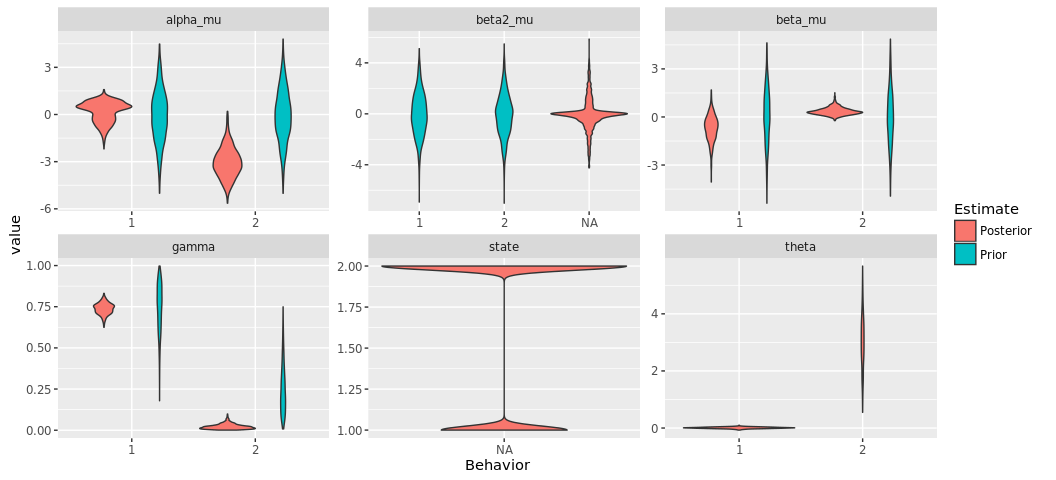 alpha_mu
beta2_mu
beta_mu
3
0
-3
-6
1
2
4
0
-4
1
2
NA
3
0
-3
1
2
value
gamma
state
theta
1.00
0.75
0.50
0.25
0.00
1
2
2.00
1.75
1.50
1.25
1.00
NA
4
2
0
1
2
Behavior
Estimate
Posterior
Prior